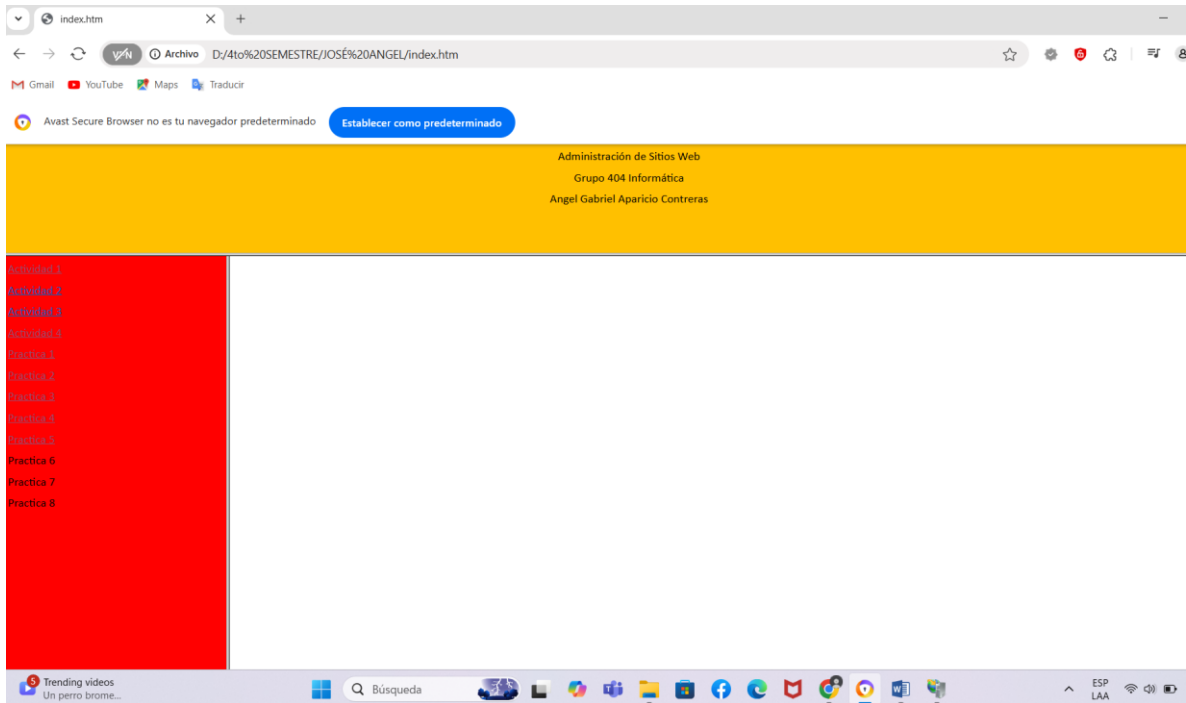 index.htm
VPN
Archivo
D:/4to%20SEMESTRE/JOSÉ%20ANGEL/index.htm
6
Gmail
YouTube
Maps
Traducir
Avast Secure Browser no es tu navegador predeterminado
Establecer como predeterminado
Administración de Sitios Web
Grupo 404 Informática
Angel Gabriel Aparicio Contreras
Actividad 1
Actividad 2
Actividad 3
Actividad 4
Practica 1
Practica 2
Practica 3
Practica 4
Practica 5
Practica 6
Practica 7
Practica 8
5
Trending videos
Un perro brome...
Búsqueda
ESP
LAA